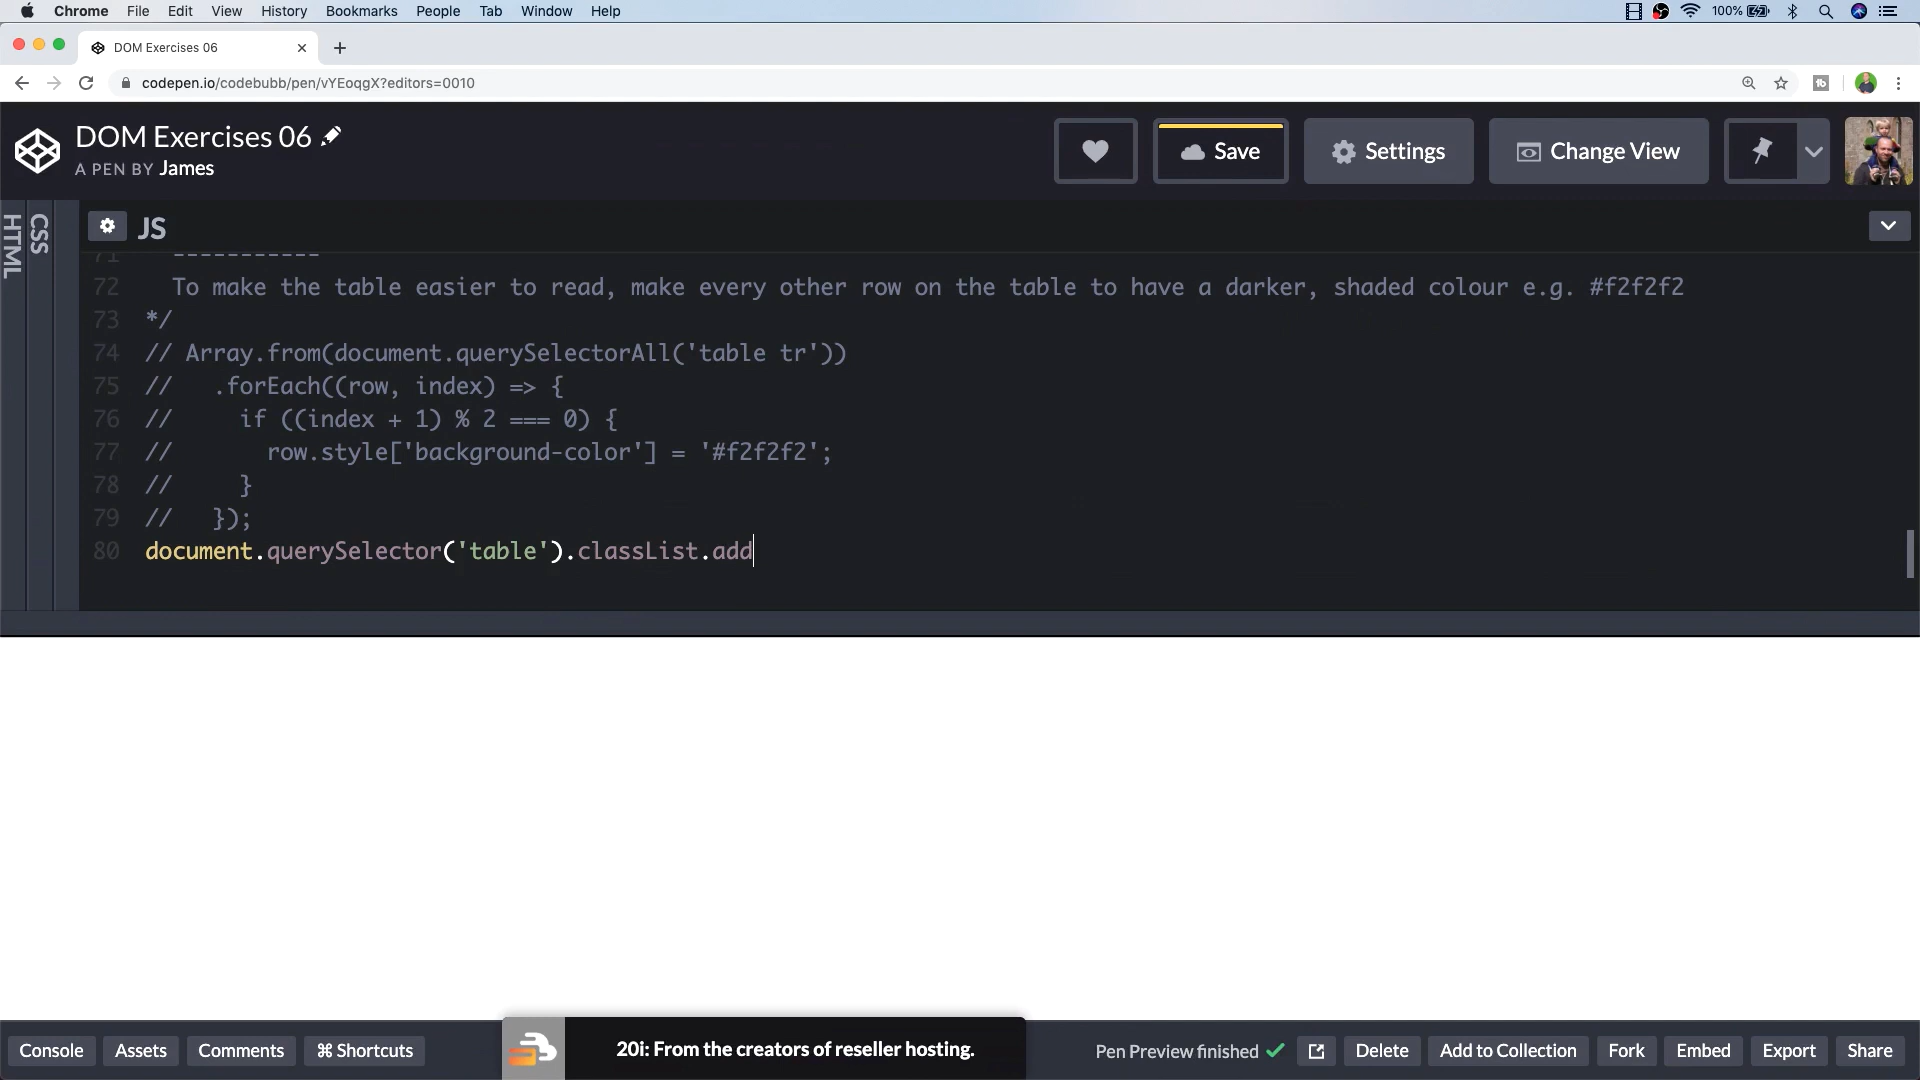 Chrome File Edit View History Bookmarks People Tab Window Help
100%
DOM Exercises 06
codepen.io/codebubb/pen/vYEoqgX?editors=0010
DOM Exercises 06
A PEN BY James
Save
Settings
Change View
HTML
CSS
JS
71 -----------
72 To make the table easier to read, make every other row on the table to have a darker, shaded colour e.g. #f2f2f2
73 */
74 // Array.from(document.querySelectorAll('table tr'))
75 // .forEach((row, index) => {
76 // if ((index + 1) % 2 === 0) {
77 // row.style['background-color'] = '#f2f2f2';
78 // }
79 // });
80 document.querySelector('table').classList.add
Console Assets Comments ⌘ Shortcuts
20i: From the creators of reseller hosting.
Pen Preview finished
Delete Add to Collection Fork Embed Export Share